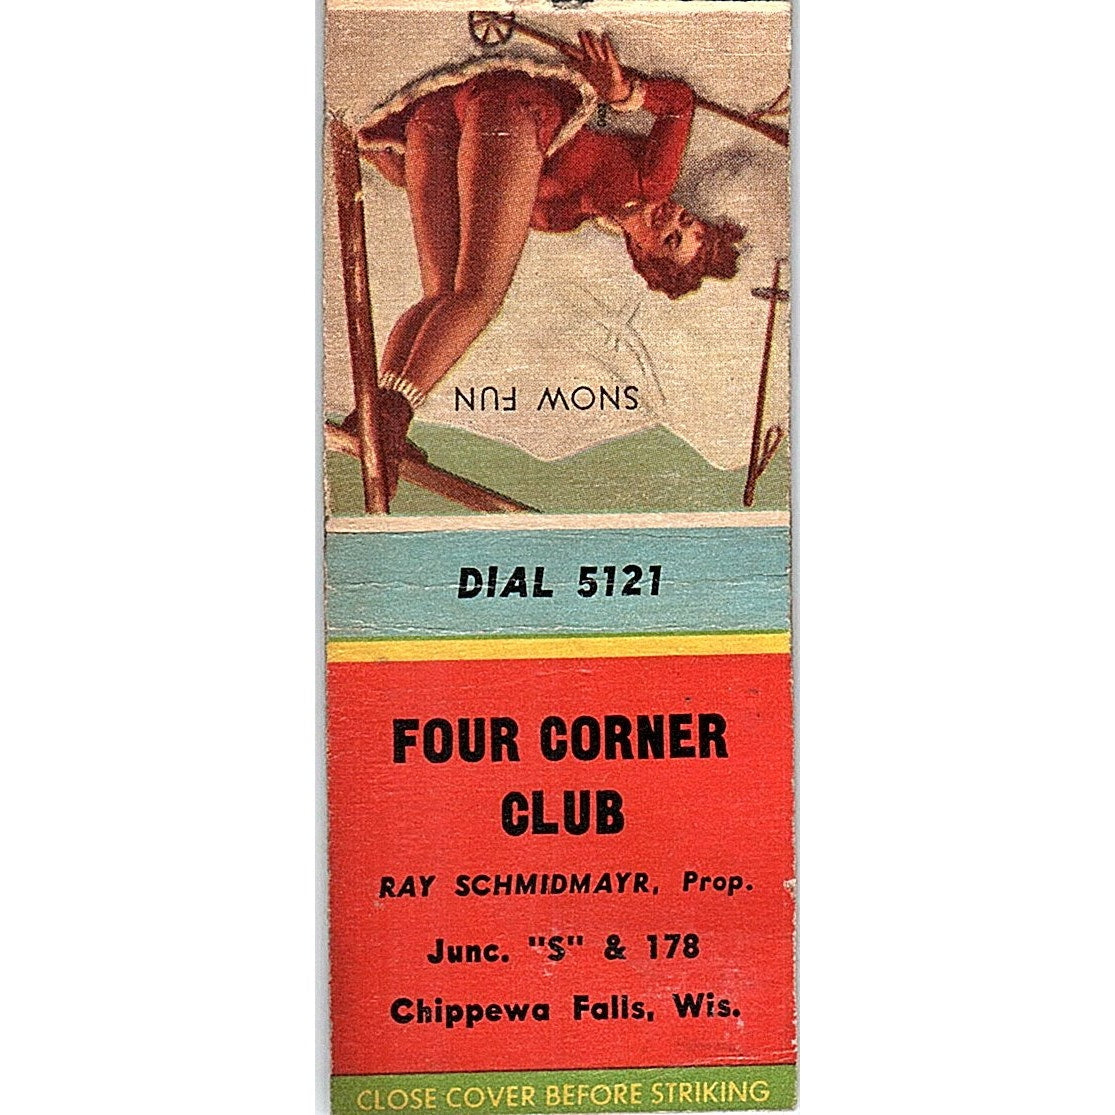 SNOW FUN
DIAL 5121
FOUR CORNER
CLUB
RAY SCHMIDMAYR, Prop.
Junc. "S" & 178
Chippewa Falls, Wis.
CLOSE COVER BEFORE STRIKING